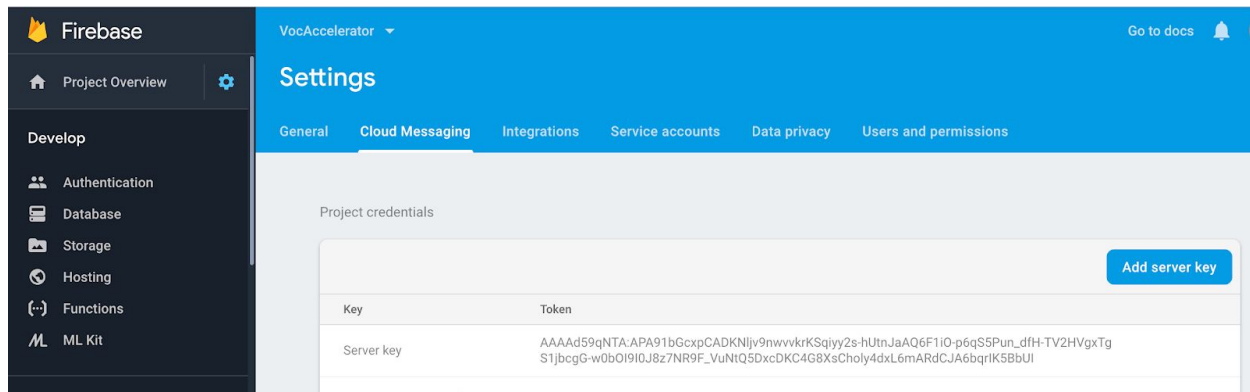 Firebase
VocAccelerator
Go to docs
Project Overview
Settings
General Cloud Messaging Integrations Service accounts Data privacy Users and permissions
Develop
Authentication
Database
Storage
Hosting
Functions
ML Kit
Project credentials
Add server key
Key Token
Server key